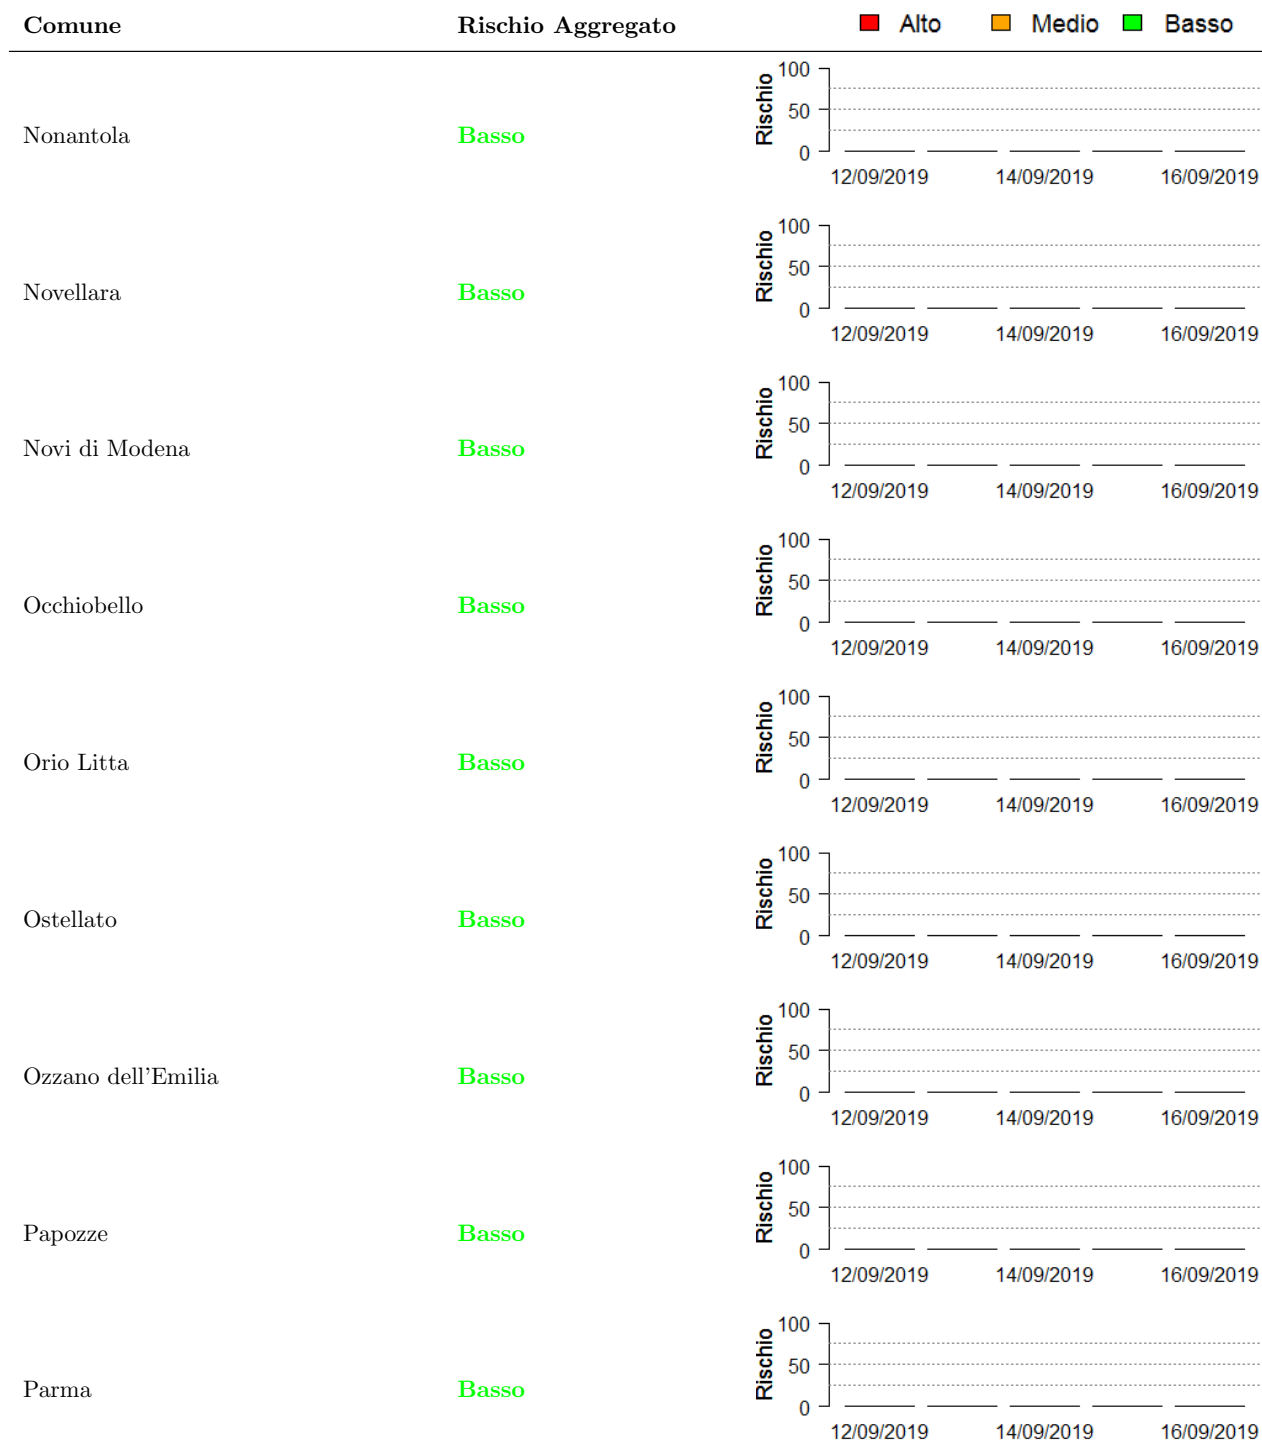 Comune Rischio Aggregato Alto Medio Basso
Nonantola Basso Rischio 100 50 0
12/09/2019 14/09/2019 16/09/2019
Novellara Basso Rischio 100 50 0
12/09/2019 14/09/2019 16/09/2019
Novi di Modena Basso Rischio 100 50 0
12/09/2019 14/09/2019 16/09/2019
Occhiobello Basso Rischio 100 50 0
12/09/2019 14/09/2019 16/09/2019
Orio Litta Basso Rischio 100 50 0
12/09/2019 14/09/2019 16/09/2019
Ostellato Basso Rischio 100 50 0
12/09/2019 14/09/2019 16/09/2019
Ozzano dell'Emilia Basso Rischio 100 50 0
12/09/2019 14/09/2019 16/09/2019
Papozze Basso Rischio 100 50 0
12/09/2019 14/09/2019 16/09/2019
Parma Basso Rischio 100 50 0
12/09/2019 14/09/2019 16/09/2019